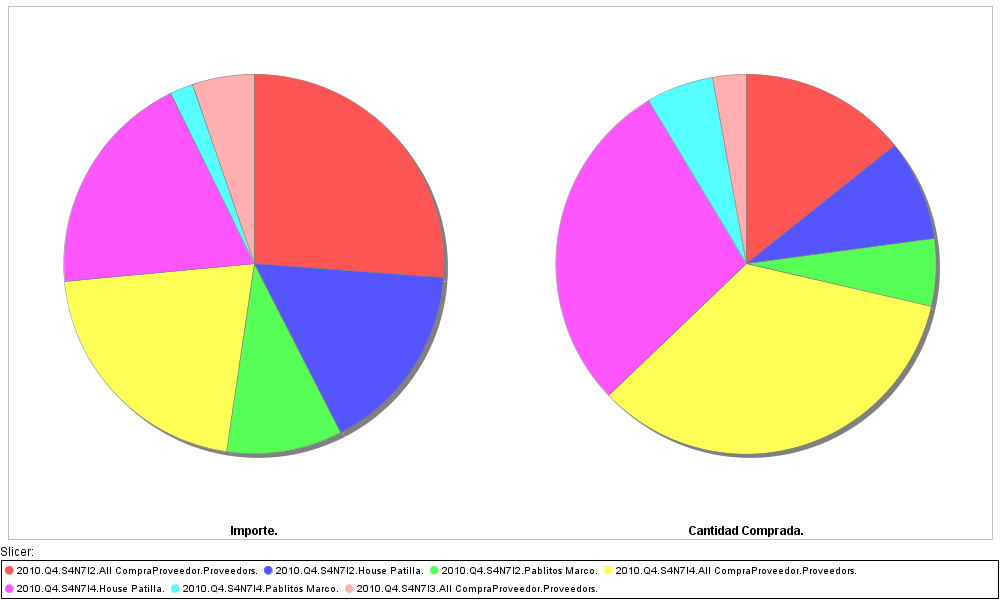 Importe.
Cantidad Comprada.
Slicer:
2010.Q4.S4N7I2.All CompraProveedor.Proveedors. 2010.Q4.S4N7I2.House Patilla. 2010.Q4.S4N7I2.Pablitos Marco. 2010.Q4.S4N7I4.All CompraProveedor.Proveedors.
2010.Q4.S4N7I4.House Patilla. 2010.Q4.S4N7I4.Pablitos Marco. 2010.Q4.S4N7I3.All CompraProveedor.Proveedors.